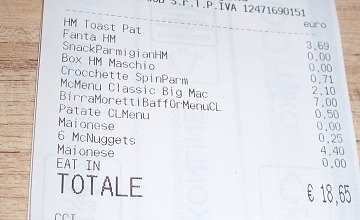 S.r.l.P.IVA 12471690151
euro
HM Toast Pat 3,69
Fanta HM 0,00
SnackParmigianHM 0,00
Box HM Maschio 0,71
Crocchette SpinParm 2,10
McMenu Classic Big Mac 7,00
BirraMorettiBaffOrMenuCL 0,50
Patate CLMenu 0,00
Maionese 0,25
6 McNuggets 4,40
Maionese 0,00
EAT IN
TOTALE € 18,65